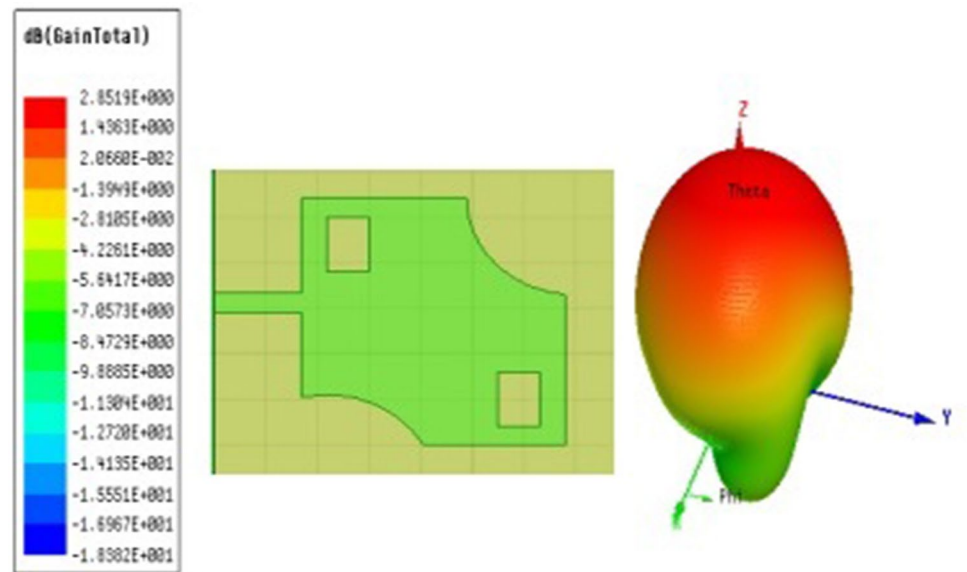 dB(GainTotal)
2.8519E+000
1.4363E+000
2.0660E-002
-1.3949E+000
-2.8105E+000
-4.2261E+000
-5.6417E+000
-7.0573E+000
-8.4729E+000
-9.8885E+000
-1.1304E+001
-1.2720E+001
-1.4135E+001
-1.5551E+001
-1.6967E+001
-1.8382E+001
Z
Theta
Y
Phi